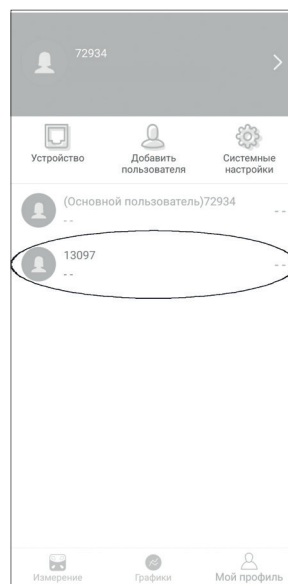 72934
Устройство
Добавить
пользователя
Системные
настройки
(Основной пользователь)72934
- -
- -
13097
- -
- -
Измерение
Графики
Мой профиль